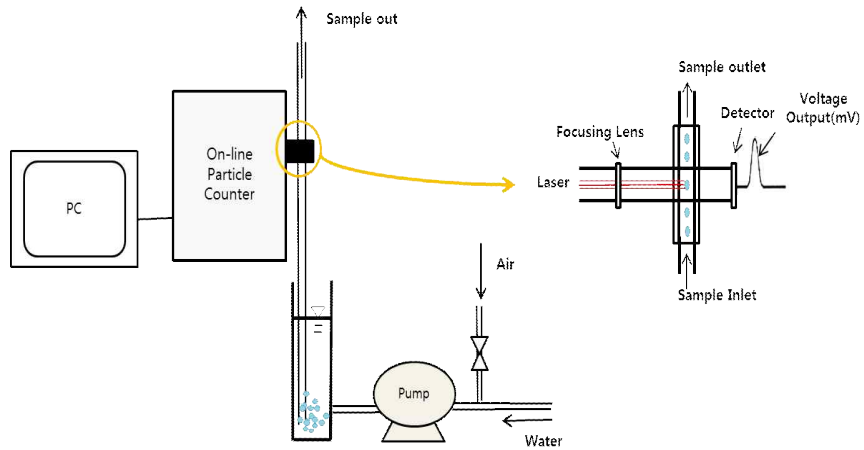 Sample out
On-line
Particle
Counter
PC
Air
Pump
Water
Sample outlet
Voltage
Output(mV)
Detector
Focusing Lens
Laser
Sample Inlet